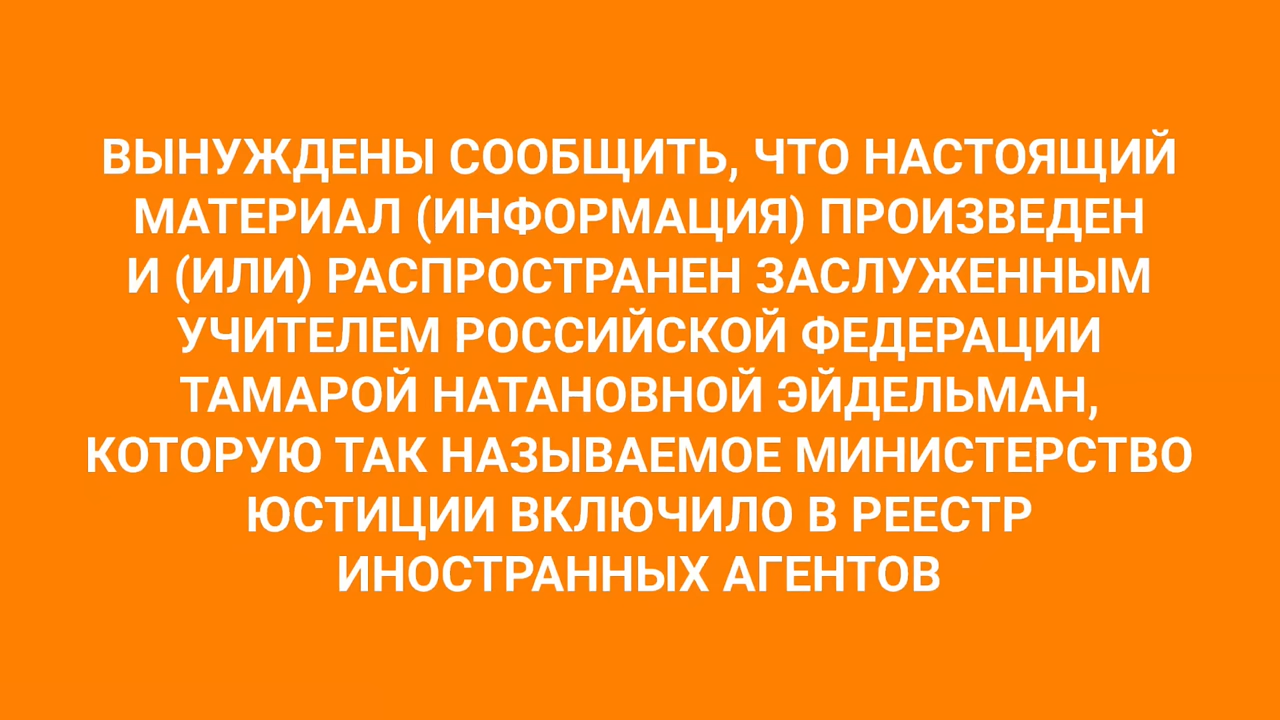 ВЫНУЖДЕНЫ СООБЩИТЬ, ЧТО НАСТОЯЩИЙ
МАТЕРИАЛ (ИНФОРМАЦИЯ) ПРОИЗВЕДЕН
И (ИЛИ) РАСПРОСТРАНЕН ЗАСЛУЖЕННЫМ
УЧИТЕЛЕМ РОССИЙСКОЙ ФЕДЕРАЦИИ
ТАМАРОЙ НАТАНОВНОЙ ЭЙДЕЛЬМАН,
КОТОРУЮ ТАК НАЗЫВАЕМОЕ МИНИСТЕРСТВО
ЮСТИЦИИ ВКЛЮЧИЛО В РЕЕСТР
ИНОСТРАННЫХ АГЕНТОВ